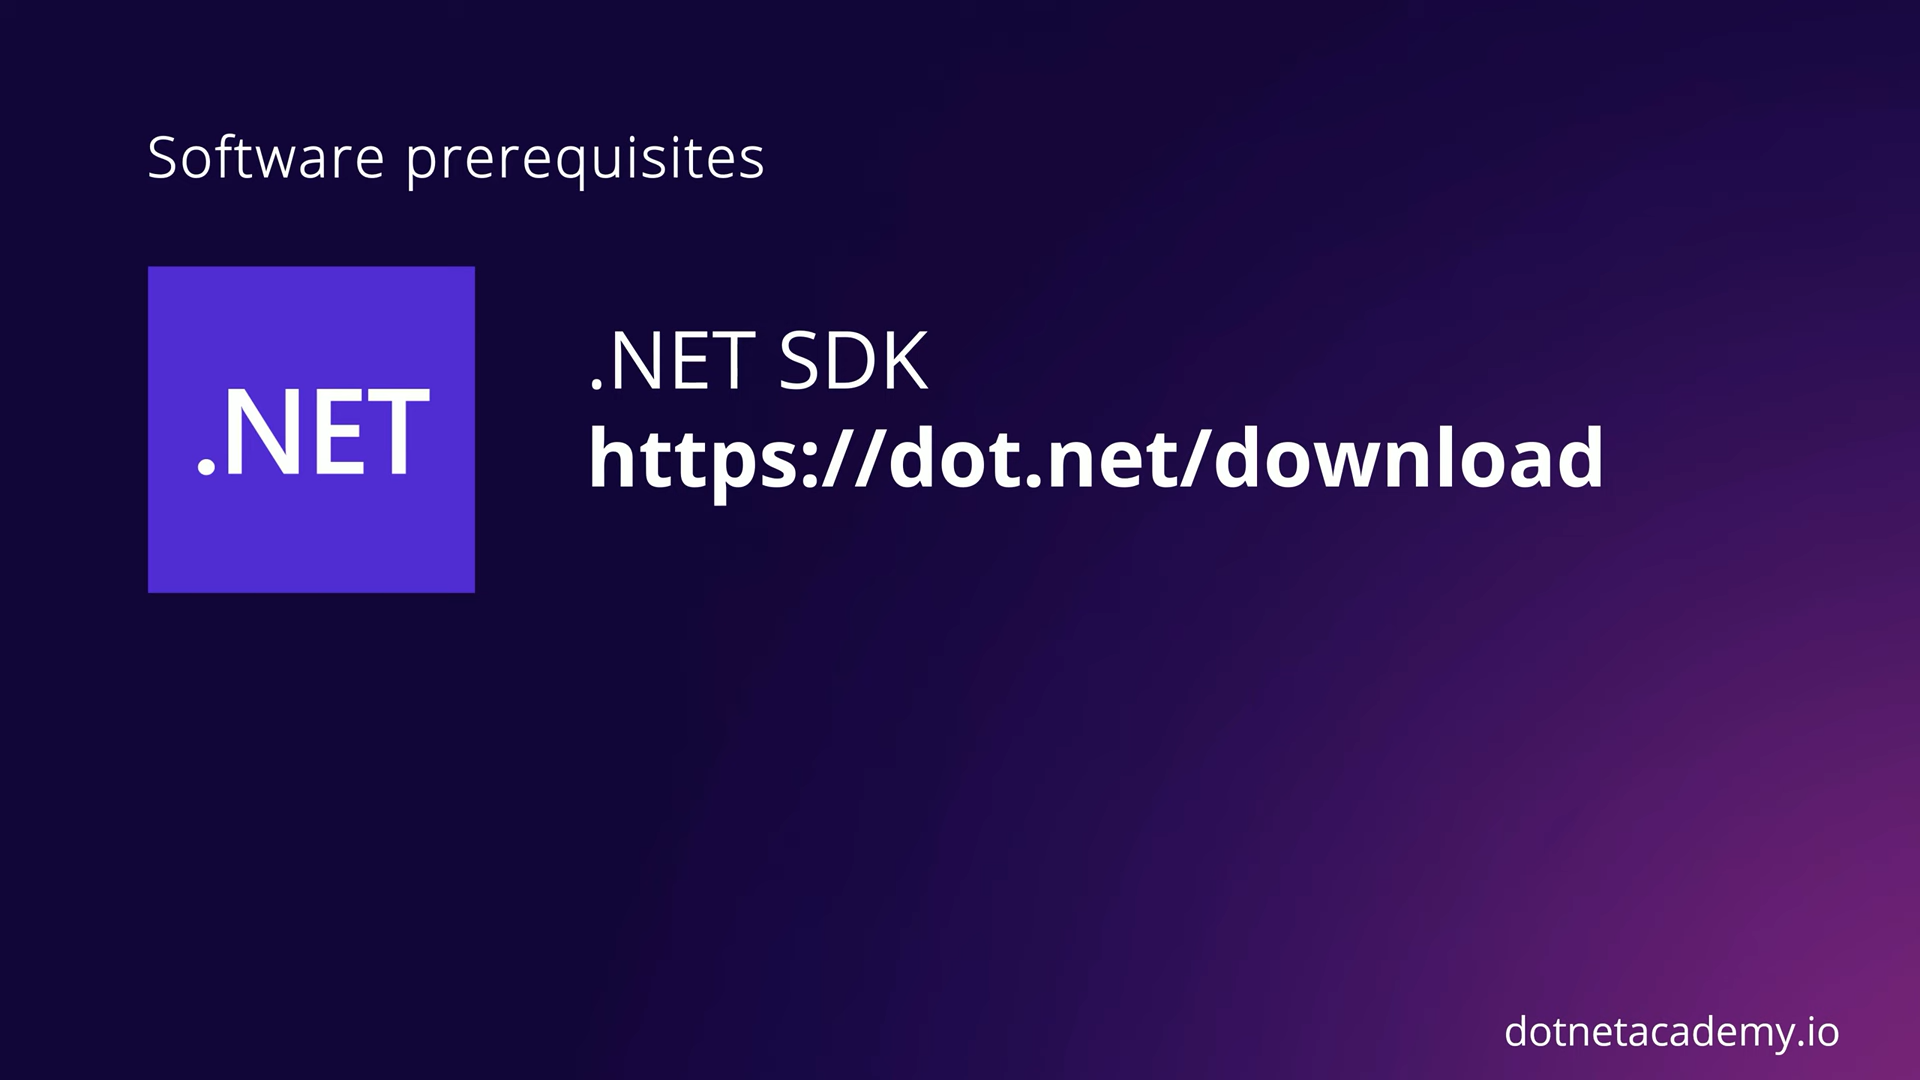 Software prerequisites
.NET
.NET SDK
https://dot.net/download
dotnetacademy.io